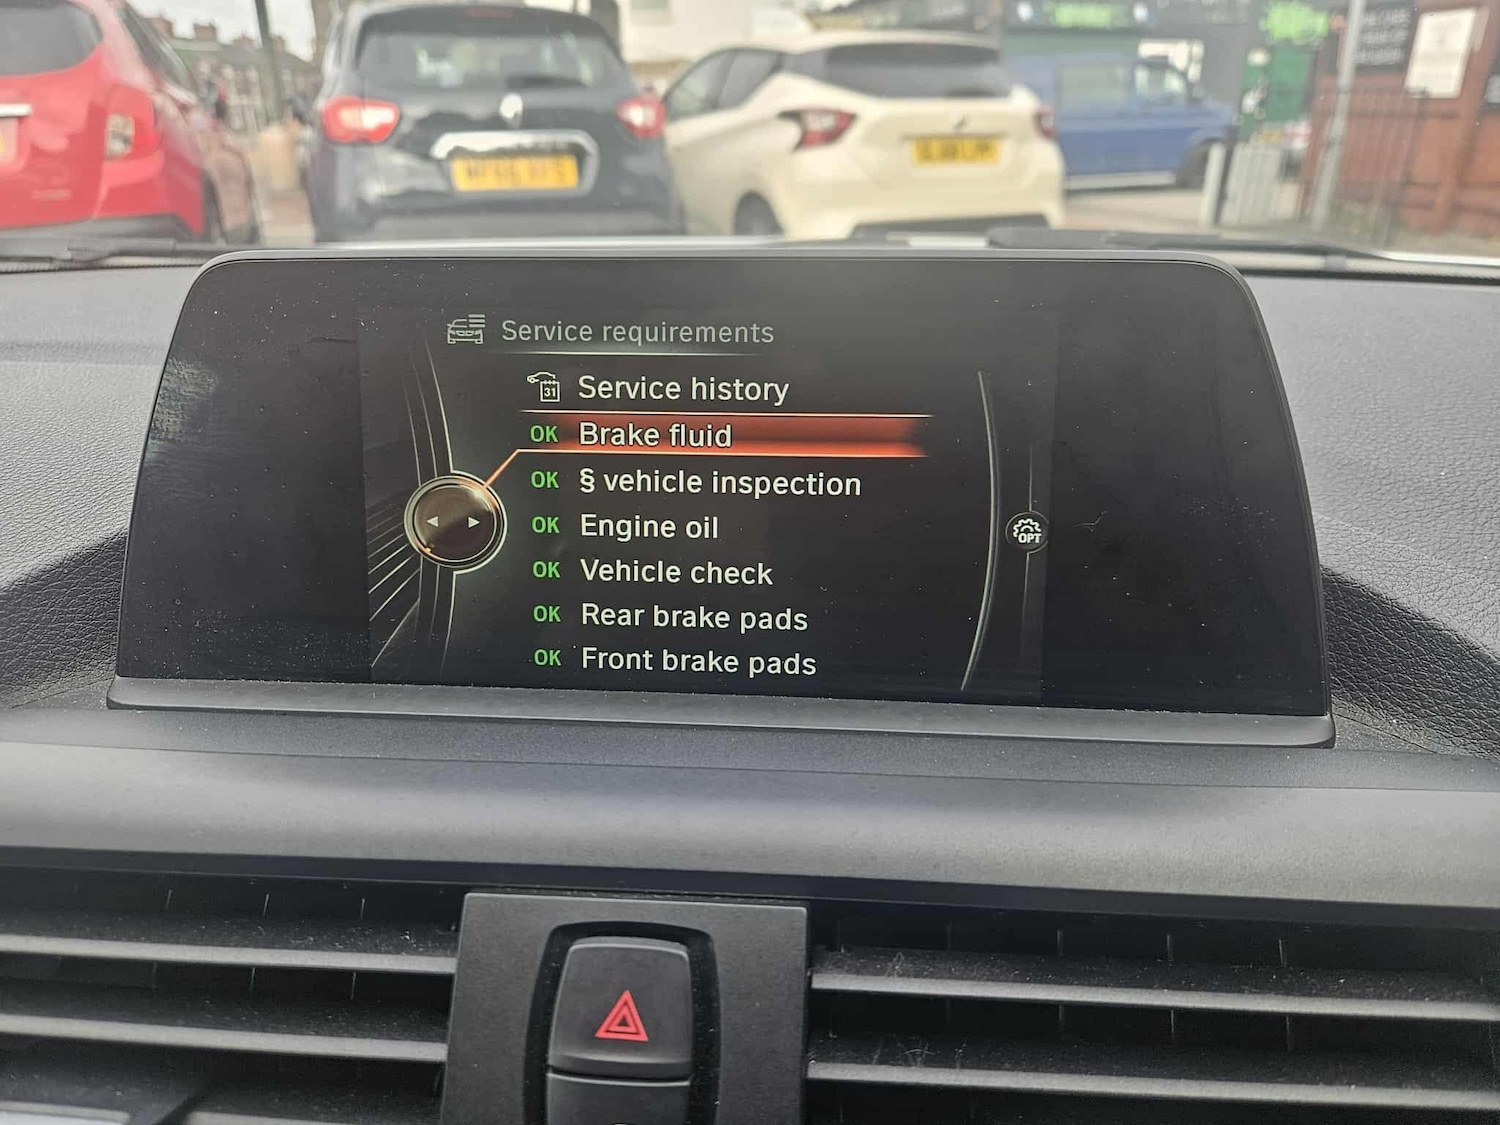 Service requirements
31 Service history
OK Brake fluid
OK § vehicle inspection
OK Engine oil
OPT
OK Vehicle check
OK Rear brake pads
OK Front brake pads